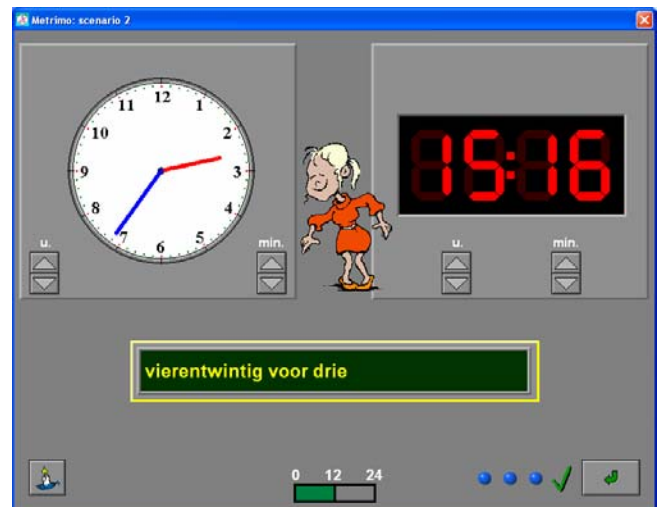 Metrimo: scenario 2
12
11 1
10 2
9 3
8 4
7 5
6
15:16
u. min. u. min.
vierentwintig voor drie
0 12 24